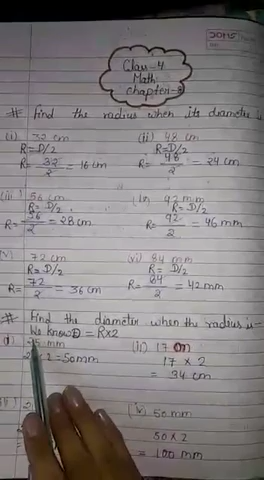 Class-4
Math
chapter-8
# Find the radius when its diameter is
(i) 32 cm (ii) 48 cm
R=D/2 R=D/2
R= 32/2 = 16 cm R= 48/2 = 24 cm
(iii) 56 cm (iv) 92 mm
R=D/2 R=D/2
R= 56/2 = 28 cm R= 92/2 = 46 mm
(v) 72 cm (vi) 84 mm
R=D/2 R=D/2
R= 72/2 = 36 cm R= 84/2 = 42 mm
# Find the diameter when the radius is-
We know D = R×2
(i) 25 mm (ii) 17 cm
25×2 = 50mm 17 × 2
= 34 cm
(iv) 50 mm
50 × 2
= 100 mm